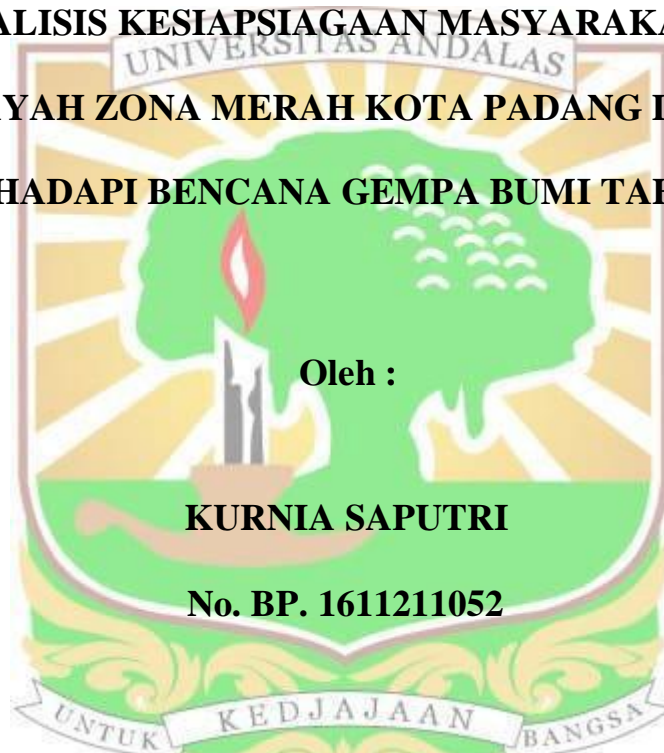 ALISIS KESIAPSIAGAAN MASYARAKA
UNIVERSITAS ANDALAS
YAH ZONA MERAH KOTA PADANG
HADAPI BENCANA GEMPA BUMI TA
Oleh :
KURNIA SAPUTRI
No. BP. 1611211052
UNTUK KEDJAJAAN BANGSA